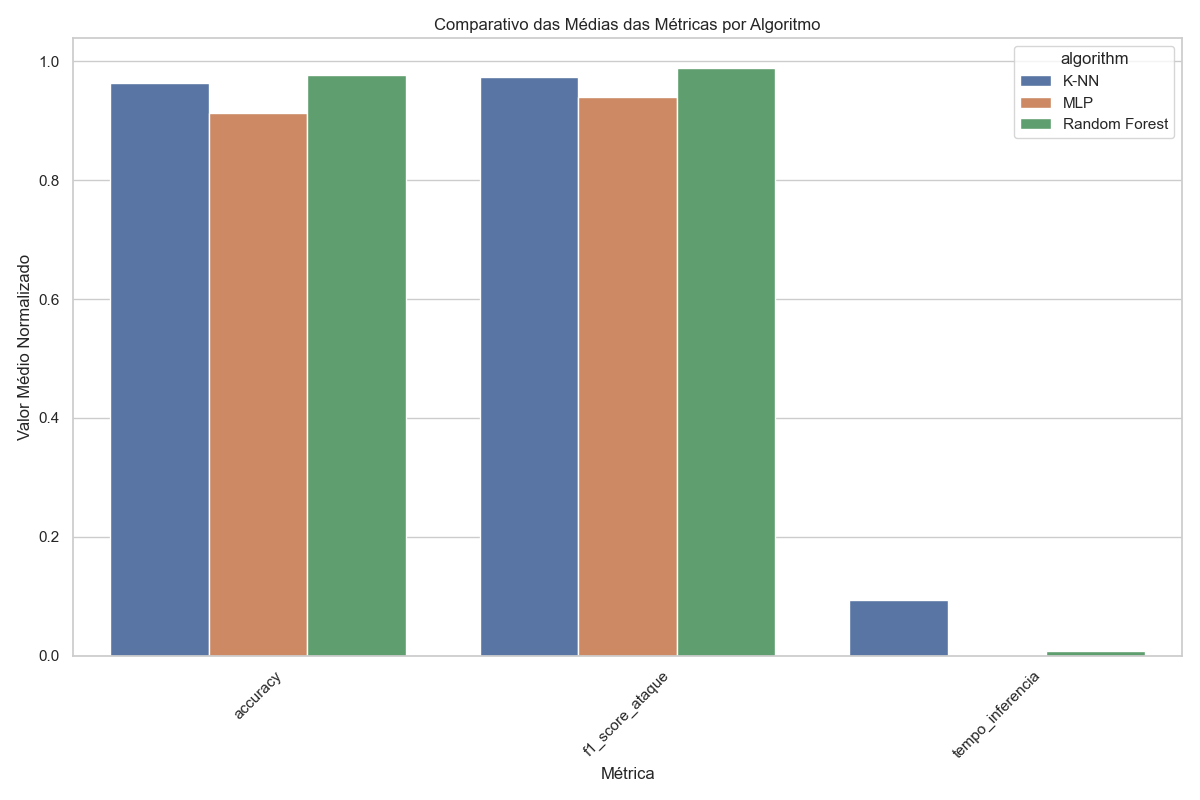 Comparativo das Médias das Métricas por Algoritmo
Valor Médio Normalizado
1.0
0.8
0.6
0.4
0.2
0.0
algorithm
K-NN
MLP
Random Forest
accuracy
f1_score_ataque
tempo_inferencia
Métrica